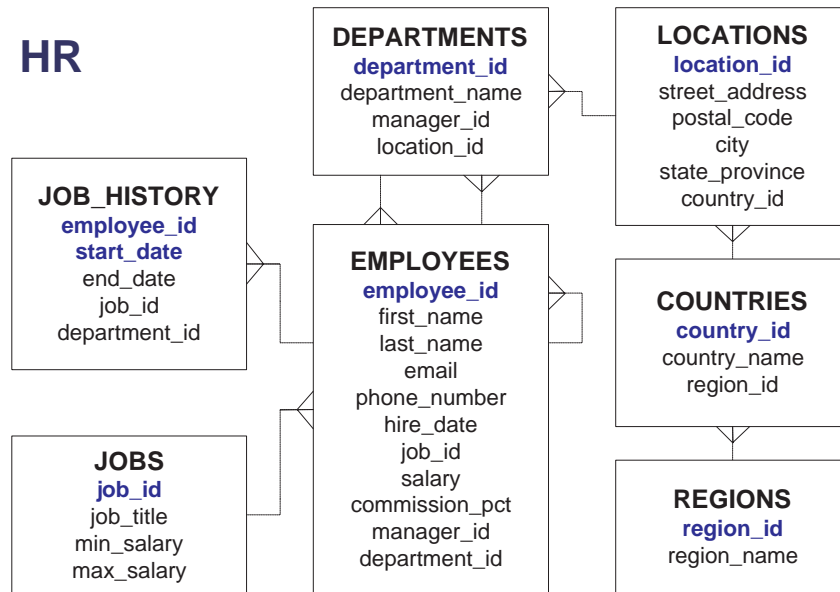 HR
DEPARTMENTS
department_id
department_name
manager_id
location_id
LOCATIONS
location_id
street_address
postal_code
city
state_province
country_id
JOB_HISTORY
employee_id
start_date
end_date
job_id
department_id
EMPLOYEES
employee_id
first_name
last_name
email
phone_number
hire_date
job_id
salary
commission_pct
manager_id
department_id
COUNTRIES
country_id
country_name
region_id
JOBS
job_id
job_title
min_salary
max_salary
REGIONS
region_id
region_name